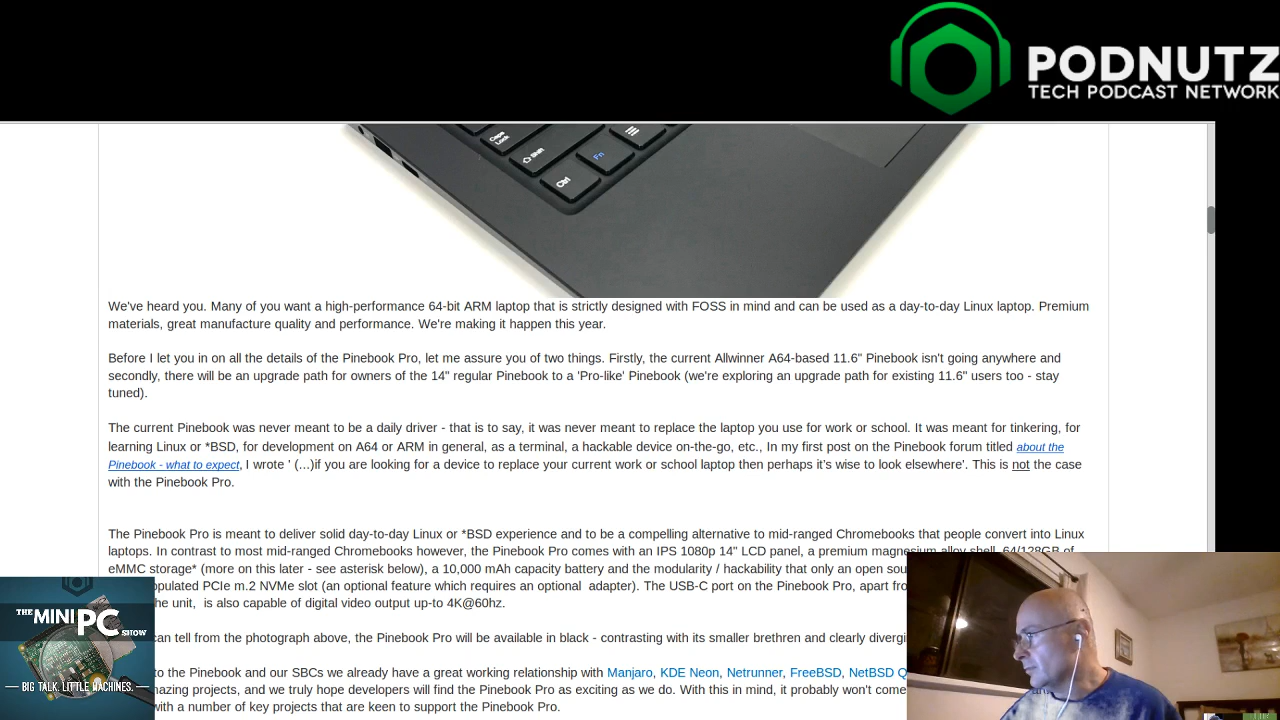 PODNUTZ
TECH PODCAST NETWORK
Caps Lock
Shift
Fn
Ctrl
We've heard you. Many of you want a high-performance 64-bit ARM laptop that is strictly designed with FOSS in mind and can be used as a day-to-day Linux laptop. Premium
materials, great manufacture quality and performance. We're making it happen this year.
Before I let you in on all the details of the Pinebook Pro, let me assure you of two things. Firstly, the current Allwinner A64-based 11.6" Pinebook isn't going anywhere and
secondly, there will be an upgrade path for owners of the 14" regular Pinebook to a 'Pro-like' Pinebook (we're exploring an upgrade path for existing 11.6" users too - stay
tuned).
The current Pinebook was never meant to be a daily driver - that is to say, it was never meant to replace the laptop you use for work or school. It was meant for tinkering, for
learning Linux or *BSD, for development on A64 or ARM in general, as a terminal, a hackable device on-the-go, etc., In my first post on the Pinebook forum titled about the
Pinebook - what to expect, I wrote ' (...)if you are looking for a device to replace your current work or school laptop then perhaps it's wise to look elsewhere'. This is not the case
with the Pinebook Pro.
The Pinebook Pro is meant to deliver solid day-to-day Linux or *BSD experience and to be a compelling alternative to mid-ranged Chromebooks that people convert into Linux
laptops. In contrast to most mid-ranged Chromebooks however, the Pinebook Pro comes with an IPS 1080p 14" LCD panel, a premium magnesium alloy shell, 64/128GB of
eMMC storage* (more on this later - see asterisk below), a 10,000 mAh capacity battery and the modularity / hackability that only an open
PCIe m.2 NVMe slot (an optional feature which requires an optional adapter). The USB-C port on the Pinebook Pro, apart
the unit, is also capable of digital video output up-to 4K@60hz.
can tell from the photograph above, the Pinebook Pro will be available in black - contrasting with its smaller brethren and clearly
to the Pinebook and our SBCs we already have a great working relationship with Manjaro, KDE Neon, Netrunner, FreeBSD, NetBSD
projects, and we truly hope developers will find the Pinebook Pro as exciting as we do. With this in mind, it probably won't come
with a number of key projects that are keen to support the Pinebook Pro.
THE MINI PC SHOW
BIG TALK. LITTLE MACHINES.